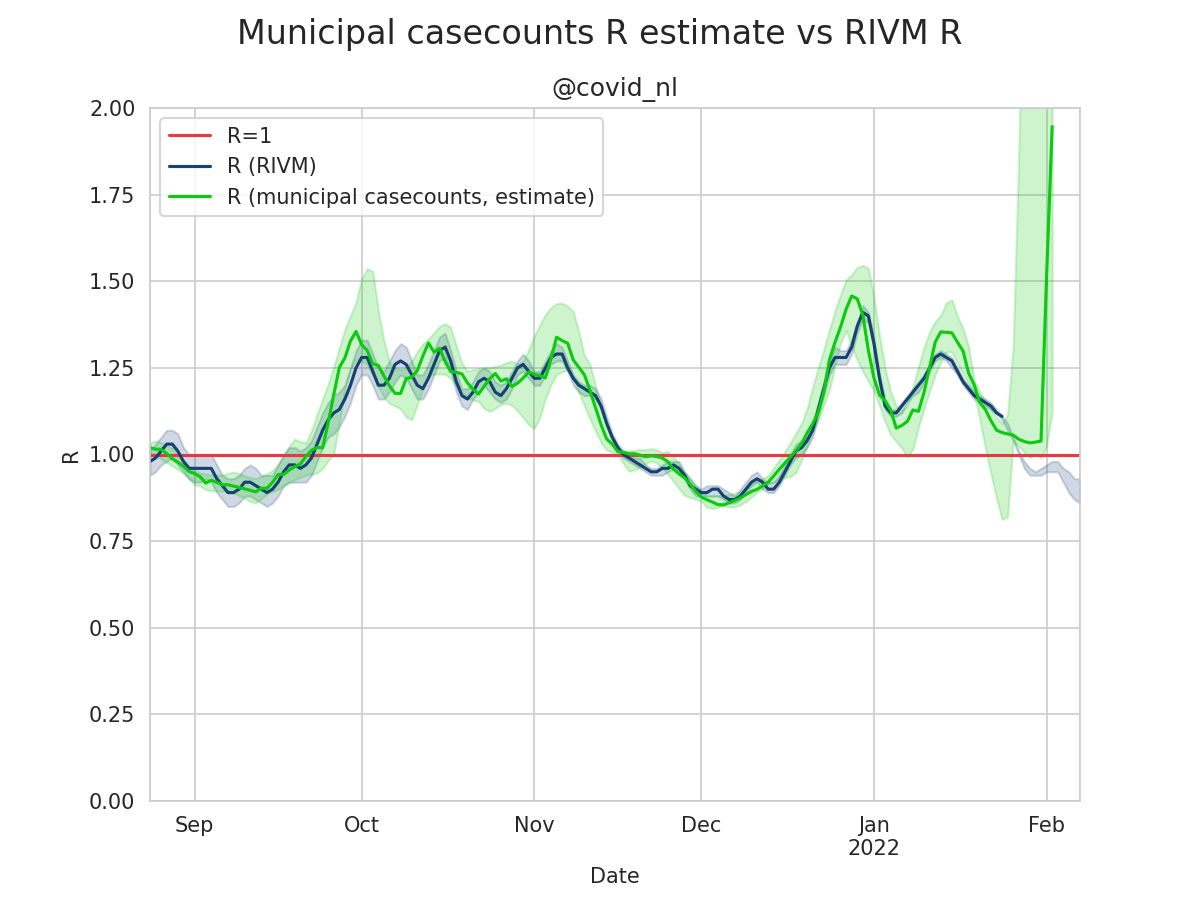 Municipal casecounts R estimate vs RIVM R
@covid_nl
2.00
R=1
R (RIVM)
1.75
R (municipal casecounts, estimate)
1.50
1.25
1.00
R
0.75
0.50
0.25
0.00
Sep
Oct
Nov
Dec
Jan
2022
Feb
Date